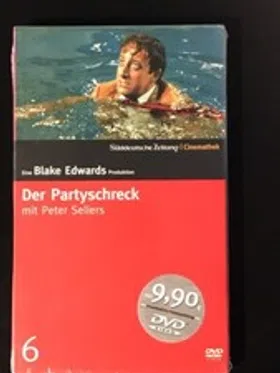 Süddeutsche Zeitung | Cinemathek
Eine Blake Edwards Produktion
Der Partyschreck
mit Peter Sellers
9,90
DVD
DVD
6